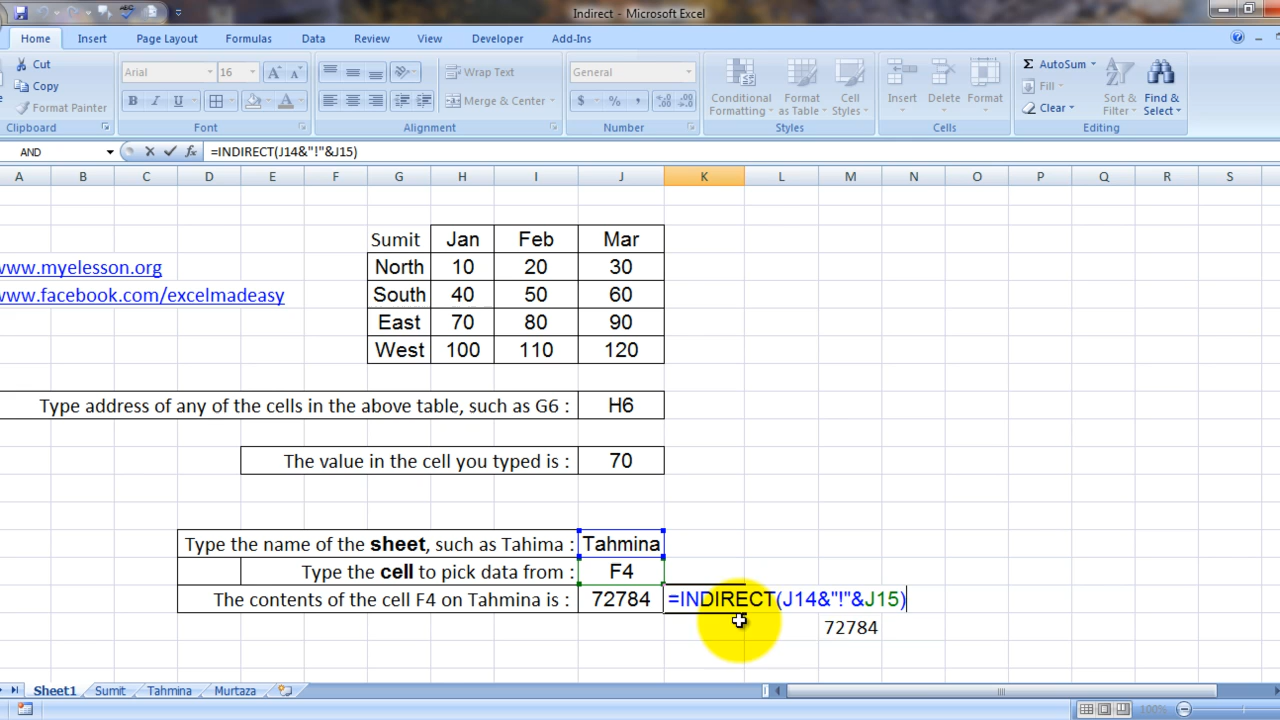 Indirect - Microsoft Excel
Home Insert Page Layout Formulas Data Review View Developer Add-Ins
Cut
Copy
Format Painter
Clipboard
Arial 16
B I U A
Font
Wrap Text
Merge & Center
Alignment
General
$ % ,
Number
Conditional Formatting
Format as Table
Cell Styles
Styles
Insert Delete Format
Cells
Σ AutoSum
Fill
Clear
Sort & Filter
Find & Select
Editing
AND fx =INDIRECT(J14&"!"&J15)
A B C D E F G H I J K L M N O P Q R S
Sumit Jan Feb Mar
www.myelesson.org North 10 20 30
www.facebook.com/excelmadeasy South 40 50 60
East 70 80 90
West 100 110 120
Type address of any of the cells in the above table, such as G6 : H6
The value in the cell you typed is : 70
Type the name of the sheet, such as Tahima : Tahmina
Type the cell to pick data from : F4
The contents of the cell F4 on Tahmina is : 72784 =INDIRECT(J14&"!"&J15)
72784
Sheet1 Sumit Tahmina Murtaza
100%